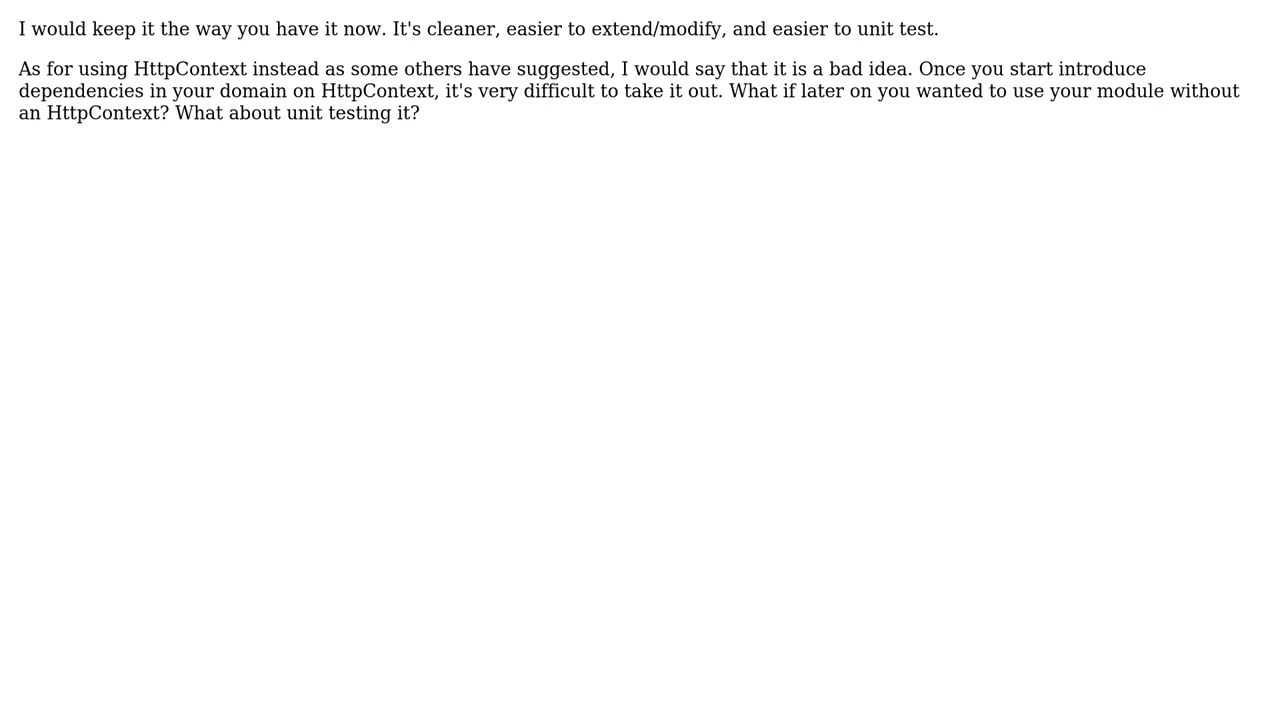 I would keep it the way you have it now. It's cleaner, easier to extend/modify, and easier to unit test.
As for using HttpContext instead as some others have suggested, I would say that it is a bad idea. Once you start introduce
dependencies in your domain on HttpContext, it's very difficult to take it out. What if later on you wanted to use your module without
an HttpContext? What about unit testing it?